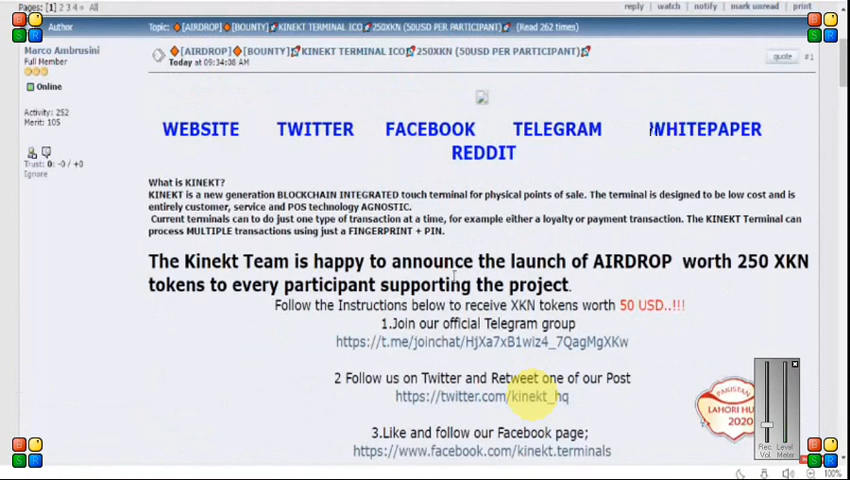 Pages: [1] 2 3 4 » All
reply watch notify mark unread print
Author
Topic: [AIRDROP] [BOUNTY] KINEKT TERMINAL ICO 250XKN (50USD PER PARTICIPANT) (Read 262 times)
Marco Ambrusini
Full Member
Online
Activity: 252
Merit: 105
Trust: 0: -0 / +0
Ignore
[AIRDROP] [BOUNTY] KINEKT TERMINAL ICO 250XKN (50USD PER PARTICIPANT)
Today at 09:34:08 AM
quote #1
WEBSITE TWITTER FACEBOOK TELEGRAM WHITEPAPER
REDDIT
What is KINEKT?
KINEKT is a new generation BLOCKCHAIN INTEGRATED touch terminal for physical points of sale. The terminal is designed to be low cost and is
entirely customer, service and POS technology AGNOSTIC.
Current terminals can to do just one type of transaction at a time, for example either a loyalty or payment transaction. The KINEKT Terminal can
process MULTIPLE transactions using just a FINGERPRINT + PIN.
The Kinekt Team is happy to announce the launch of AIRDROP worth 250 XKN
tokens to every participant supporting the project.
Follow the Instructions below to receive XKN tokens worth 50 USD..!!!
1.Join our official Telegram group
https://t.me/joinchat/HjXa7xB1wiz4_7QagMgXKw
2 Follow us on Twitter and Retweet one of our Post
https://twitter.com/kinekt_hq
3.Like and follow our Facebook page;
https://www.facebook.com/kinekt.terminals
LAHORI HU
2020
Rec. Vol
Level Meter
100%
S R
S R
S R
S R